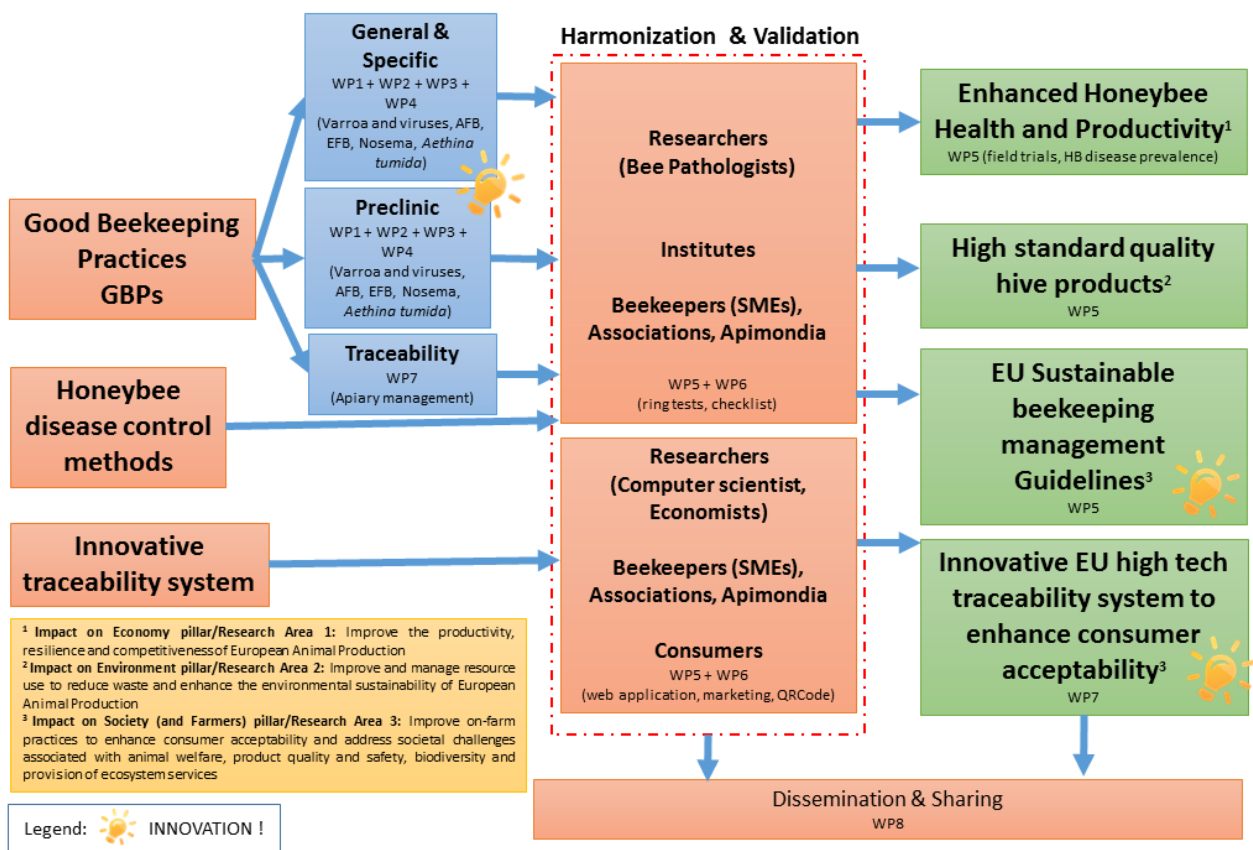 General &
Specific
WP1 + WP2 + WP3 +
WP4
(Varroa and viruses, AFB,
EFB, Nosema, Aethina
tumida)
Preclinic
WP1 + WP2 + WP3 +
WP4
(Varroa and viruses,
AFB, EFB, Nosema,
Aethina tumida)
Traceability
WP7
(Apiary management)
Good Beekeeping
Practices
GBPs
Honeybee
disease control
methods
Innovative
traceability system
Harmonization & Validation
Researchers
(Bee Pathologists)
Institutes
Beekeepers (SMEs),
Associations, Apimondia
WP5 + WP6
(ring tests, checklist)
Researchers
(Computer scientist,
Economists)
Beekeepers (SMEs),
Associations, Apimondia
Consumers
WP5 + WP6
(web application, marketing, QRCode)
Enhanced Honeybee
Health and Productivity¹
WP5 (field trials, HB disease prevalence)
High standard quality
hive products²
WP5
EU Sustainable
beekeeping
management
Guidelines³
WP5
Innovative EU high tech
traceability system to
enhance consumer
acceptability³
WP7
¹ Impact on Economy pillar/Research Area 1: Improve the productivity,
resilience and competitiveness of European Animal Production
² Impact on Environment pillar/Research Area 2: Improve and manage resource
use to reduce waste and enhance the environmental sustainability of European
Animal Production
³ Impact on Society (and Farmers) pillar/Research Area 3: Improve on-farm
practices to enhance consumer acceptability and address societal challenges
associated with animal welfare, product quality and safety, biodiversity and
provision of ecosystem services
Dissemination & Sharing
WP8
Legend: INNOVATION !